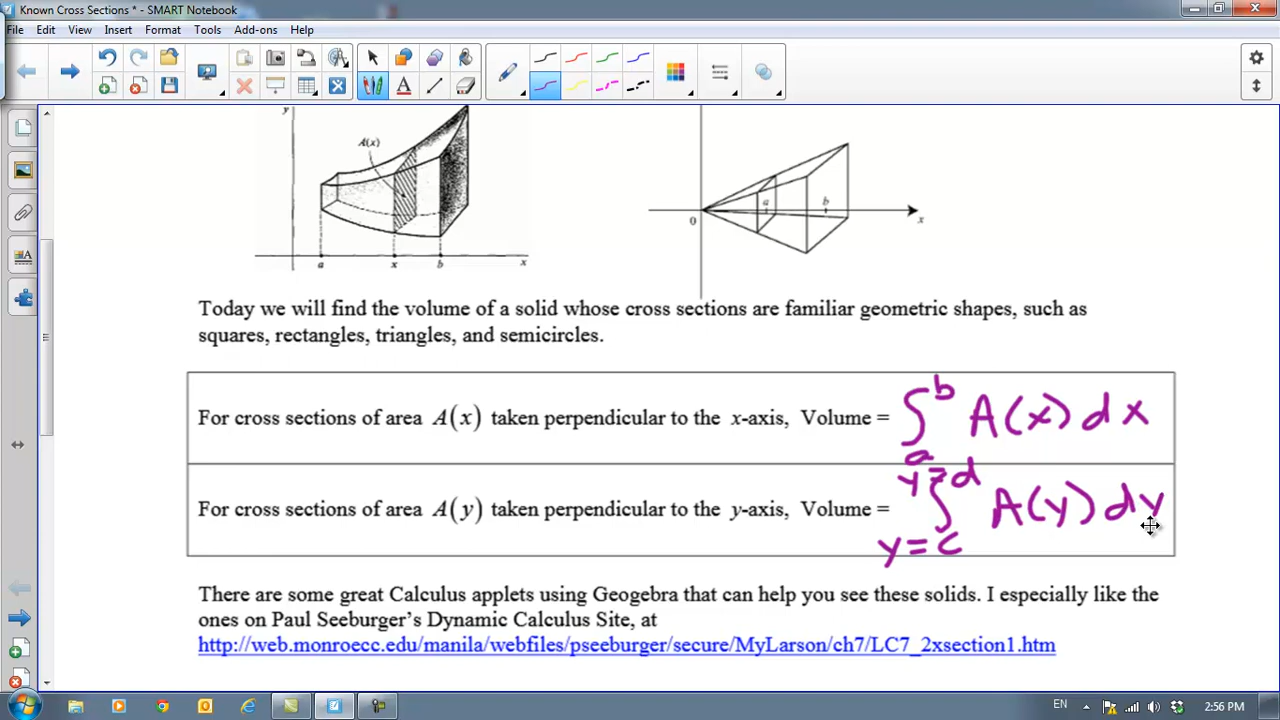 Known Cross Sections * - SMART Notebook
File Edit View Insert Format Tools Add-ons Help
y
A(x)
a x b x
a b
0 x
Today we will find the volume of a solid whose cross sections are familiar geometric shapes, such as
squares, rectangles, triangles, and semicircles.
For cross sections of area A(x) taken perpendicular to the x-axis, Volume = ∫_a^b A(x) dx
For cross sections of area A(y) taken perpendicular to the y-axis, Volume = ∫_{y=c}^{y=d} A(y) dy
There are some great Calculus applets using Geogebra that can help you see these solids. I especially like the
ones on Paul Seeburger's Dynamic Calculus Site, at
http://web.monroecc.edu/manila/webfiles/pseeburger/secure/MyLarson/ch7/LC7_2xsection1.htm
EN 2:56 PM